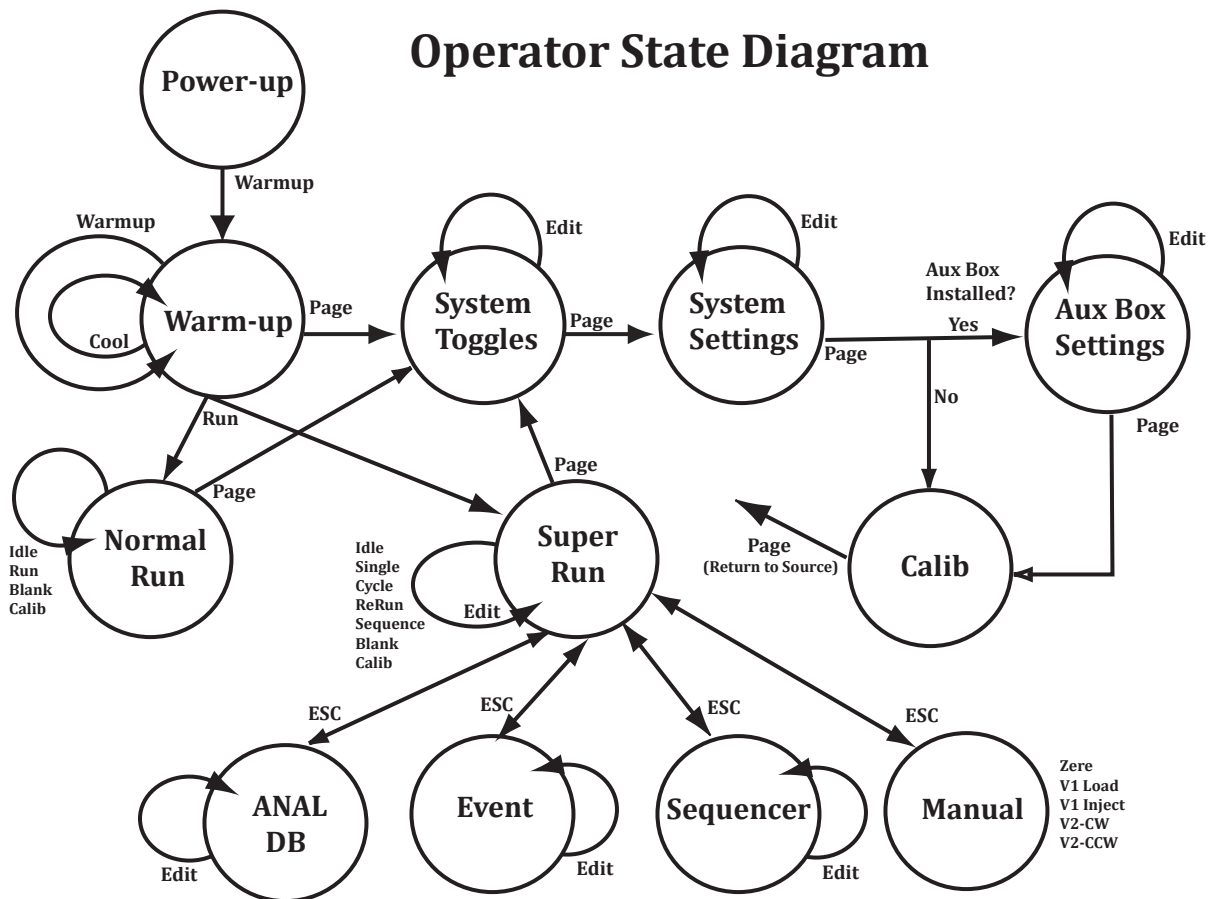 Operator State Diagram
Power-up
Warmup
Warmup
Cool
Warm-up
Page
Run
Edit
System
Toggles
Page
Edit
System
Settings
Page
Aux Box
Installed?
Yes
No
Edit
Aux Box
Settings
Page
Idle
Run
Blank
Calib
Normal
Run
Page
Idle
Single
Cycle
ReRun
Sequence
Blank
Calib
Edit
Super
Run
Page
Page
(Return to Source)
Calib
ESC
ESC
ESC
ESC
ANAL
DB
Edit
Event
Edit
Sequencer
Edit
Manual
Zere
V1 Load
V1 Inject
V2-CW
V2-CCW